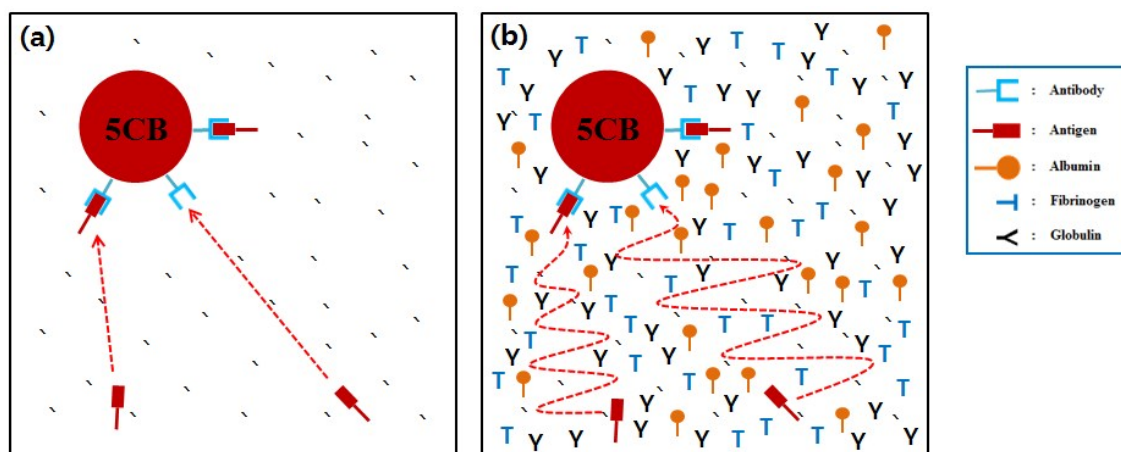 (a)
5CB
(b)
5CB
: Antibody
: Antigen
: Albumin
: Fibrinogen
: Globulin